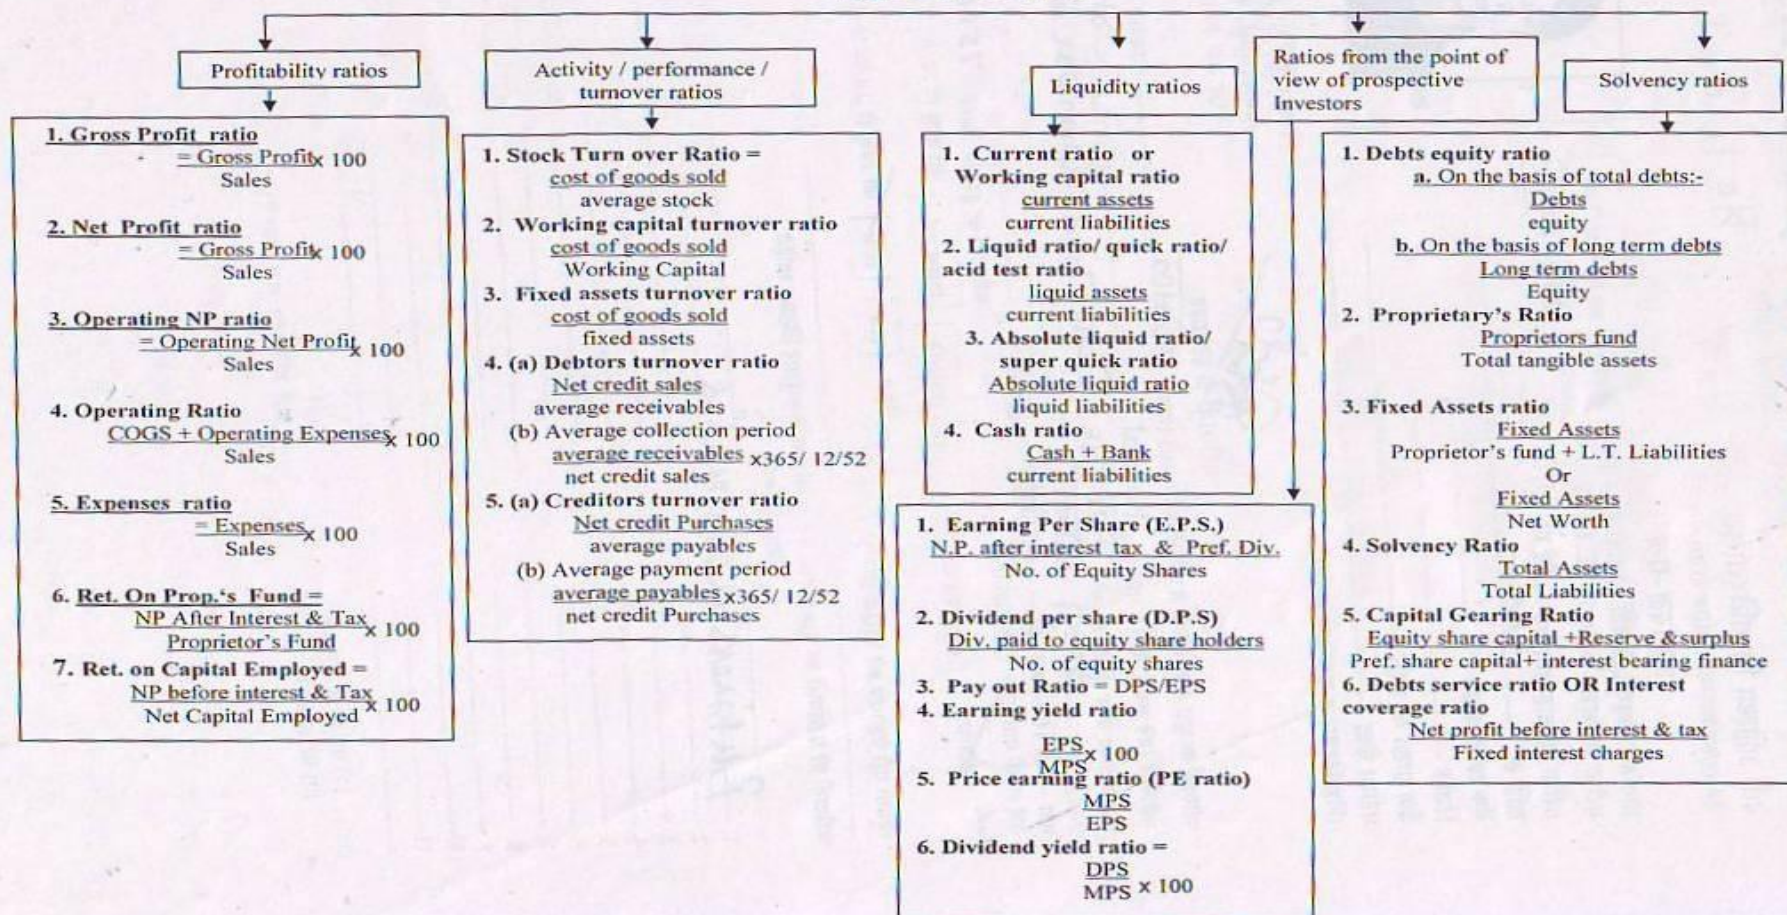 Profitability ratios
1. Gross Profit ratio
= Gross Profit x 100
Sales
2. Net Profit ratio
= Gross Profit x 100
Sales
3. Operating NP ratio
= Operating Net Profit x 100
Sales
4. Operating Ratio
COGS + Operating Expenses x 100
Sales
5. Expenses ratio
= Expenses x 100
Sales
6. Ret. On Prop.'s Fund =
NP After Interest & Tax x 100
Proprietor's Fund
7. Ret. on Capital Employed =
NP before interest & Tax x 100
Net Capital Employed
Activity / performance /
turnover ratios
1. Stock Turn over Ratio =
cost of goods sold
average stock
2. Working capital turnover ratio
cost of goods sold
Working Capital
3. Fixed assets turnover ratio
cost of goods sold
fixed assets
4. (a) Debtors turnover ratio
Net credit sales
average receivables
(b) Average collection period
average receivables x365/ 12/52
net credit sales
5. (a) Creditors turnover ratio
Net credit Purchases
average payables
(b) Average payment period
average payables x365/ 12/52
net credit Purchases
Liquidity ratios
1. Current ratio or
Working capital ratio
current assets
current liabilities
2. Liquid ratio/ quick ratio/
acid test ratio
liquid assets
current liabilities
3. Absolute liquid ratio/
super quick ratio
Absolute liquid ratio
liquid liabilities
4. Cash ratio
Cash + Bank
current liabilities
Ratios from the point of
view of prospective
Investors
1. Earning Per Share (E.P.S.)
N.P. after interest tax & Pref. Div.
No. of Equity Shares
2. Dividend per share (D.P.S)
Div. paid to equity share holders
No. of equity shares
3. Pay out Ratio = DPS/EPS
4. Earning yield ratio
EPS x 100
MPS
5. Price earning ratio (PE ratio)
MPS
EPS
6. Dividend yield ratio =
DPS x 100
MPS
Solvency ratios
1. Debts equity ratio
a. On the basis of total debts:-
Debts
equity
b. On the basis of long term debts
Long term debts
Equity
2. Proprietary's Ratio
Proprietors fund
Total tangible assets
3. Fixed Assets ratio
Fixed Assets
Proprietor's fund + L.T. Liabilities
Or
Fixed Assets
Net Worth
4. Solvency Ratio
Total Assets
Total Liabilities
5. Capital Gearing Ratio
Equity share capital +Reserve &surplus
Pref. share capital+ interest bearing finance
6. Debts service ratio OR Interest
coverage ratio
Net profit before interest & tax
Fixed interest charges